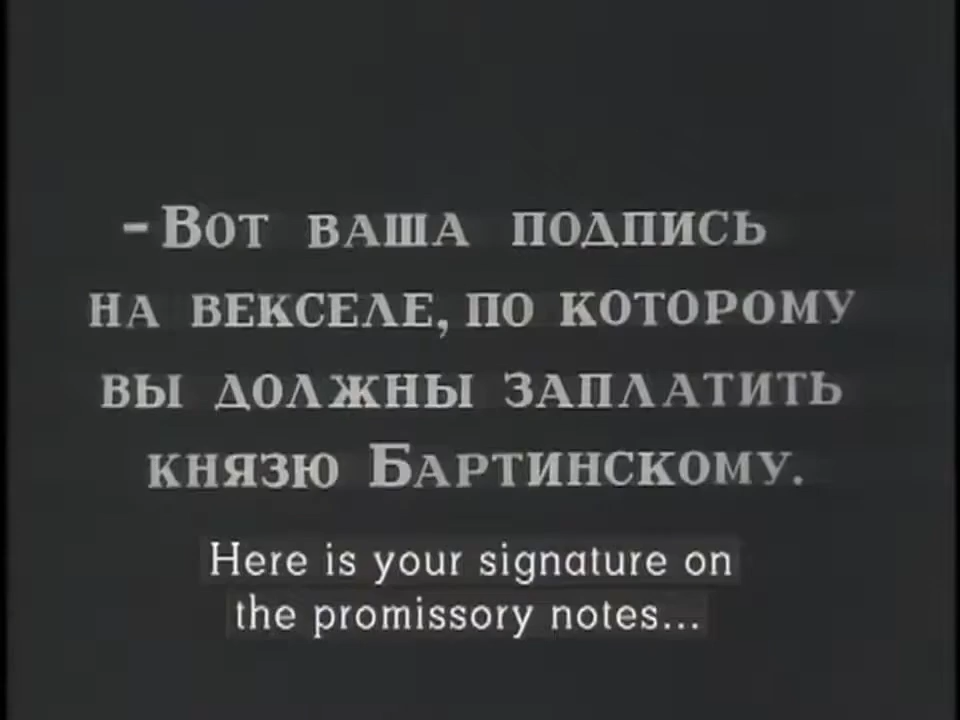 - Вот ваша подпись
на векселе, по которому
вы должны заплатить
князю Бартинскому.
Here is your signature on
the promissory notes...